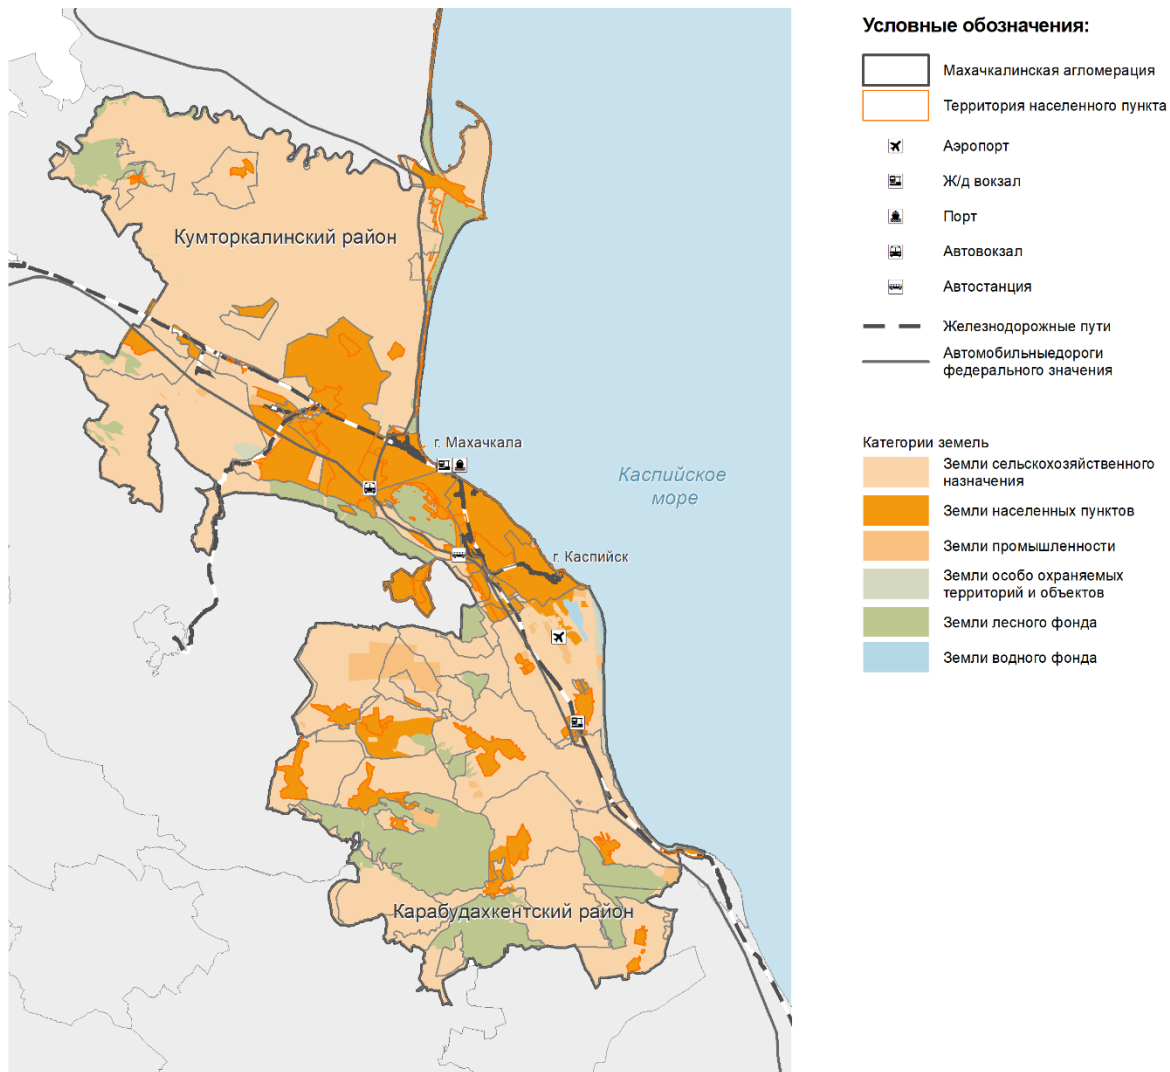 Условные обозначения:
Махачкалинская агломерация
Территория населенного пункта
Аэропорт
Ж/д вокзал
Порт
Автовокзал
Автостанция
Железнодорожные пути
Автомобильныедороги
федерального значения
Категории земель
Земли сельскохозяйственного
назначения
Земли населенных пунктов
Земли промышленности
Земли особо охраняемых
территорий и объектов
Земли лесного фонда
Земли водного фонда
Кумторкалинский район
г. Махачкала
Каспийское
море
г. Каспийск
Карабудахкентский район